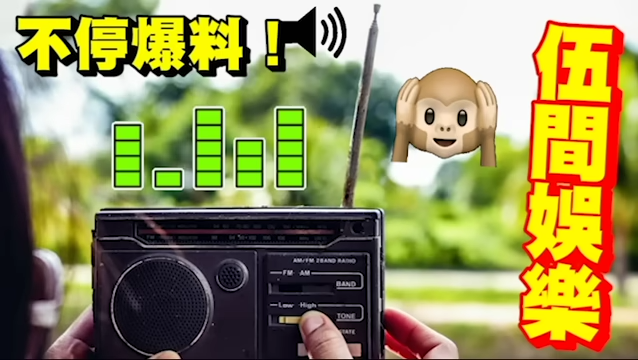 不停爆料！
伍間娛樂
AM/FM 2 BAND RADIO
FM AM
BAND
Low High
TONE
STATE